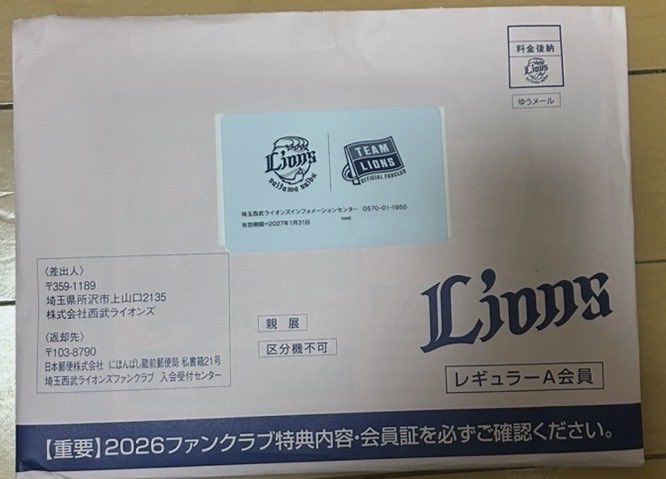 料金後納
Lions
ゆうメール
Lions
saitama seibu
TEAM
LIONS
OFFICIAL FANCLUB
埼玉西武ライオンズインフォメーションセンター 0570-01-1950
有効期間=2027年1月31日
〈差出人〉
〒359-1189
埼玉県所沢市上山口2135
株式会社西武ライオンズ
〈返却先〉
〒103-8790
日本郵便株式会社 にほんばし蔵前郵便局 私書箱21号
埼玉西武ライオンズファンクラブ 入会受付センター
親展
区分機不可
Lions
レギュラーA会員
【重要】2026ファンクラブ特典内容・会員証を必ずご確認ください。